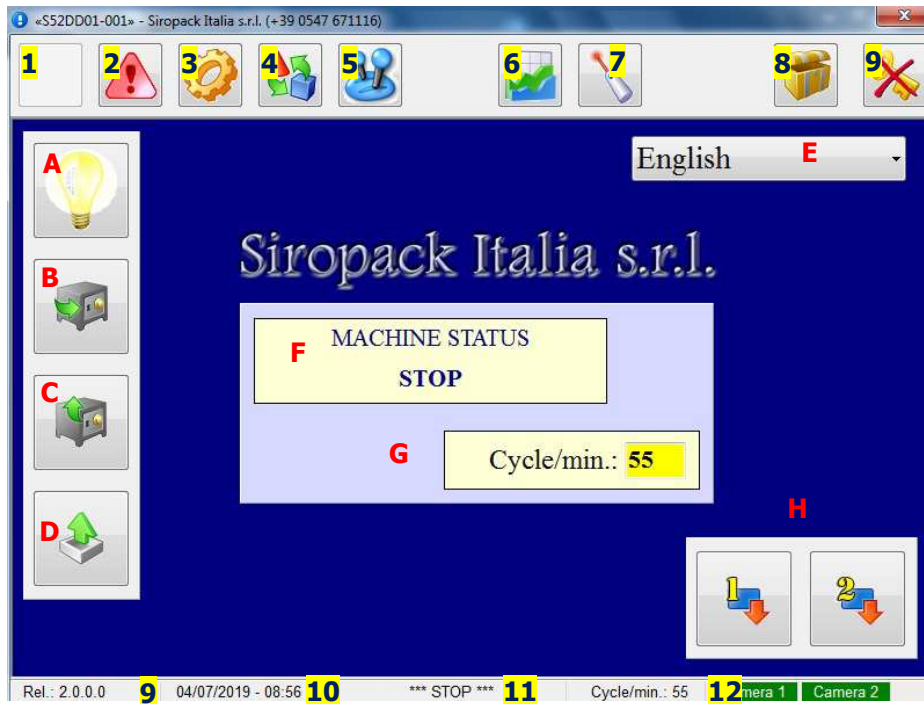 «S52DD01-001» - Siropack Italia s.r.l. (+39 0547 671116)
1 2 3 4 5 6 7 8 9
A
English E
Siropack Italia s.r.l.
B
MACHINE STATUS
F
STOP
C
G Cycle/min.: 55
H
D
1 2
Rel.: 2.0.0.0 9 04/07/2019 - 08:56 10 *** STOP *** 11 Cycle/min.: 55 12 mera 1 Camera 2